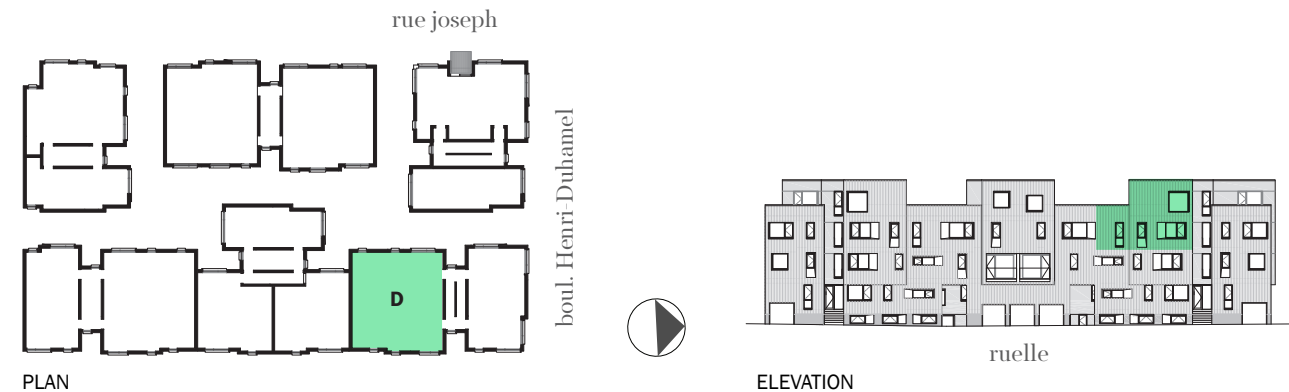 rue joseph
boul. Henri-Duhamel
D
PLAN
ruelle
ELEVATION